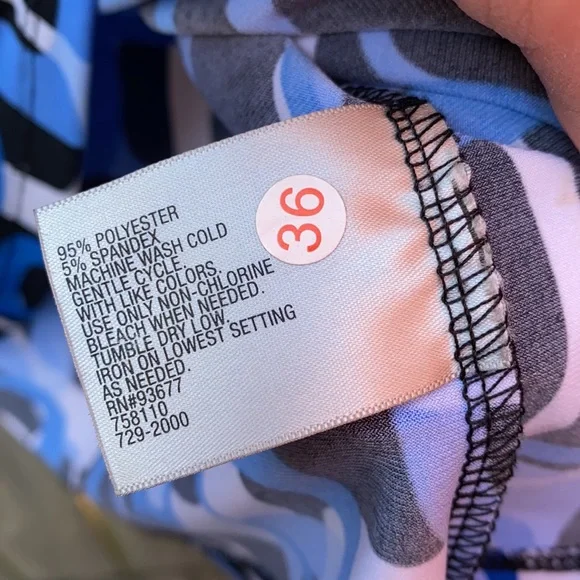 95% POLYESTER
5% SPANDEX
MACHINE WASH COLD
GENTLE CYCLE
WITH LIKE COLORS.
USE ONLY NON-CHLORINE
BLEACH WHEN NEEDED.
TUMBLE DRY LOW.
IRON ON LOWEST SETTING
AS NEEDED.
RN#93677
758110
729-2000
36